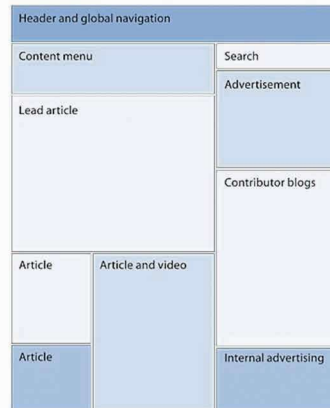 Header and global navigation
Content menu
Search
Advertisement
Lead article
Contributor blogs
Article
Article and video
Article
Internal advertising